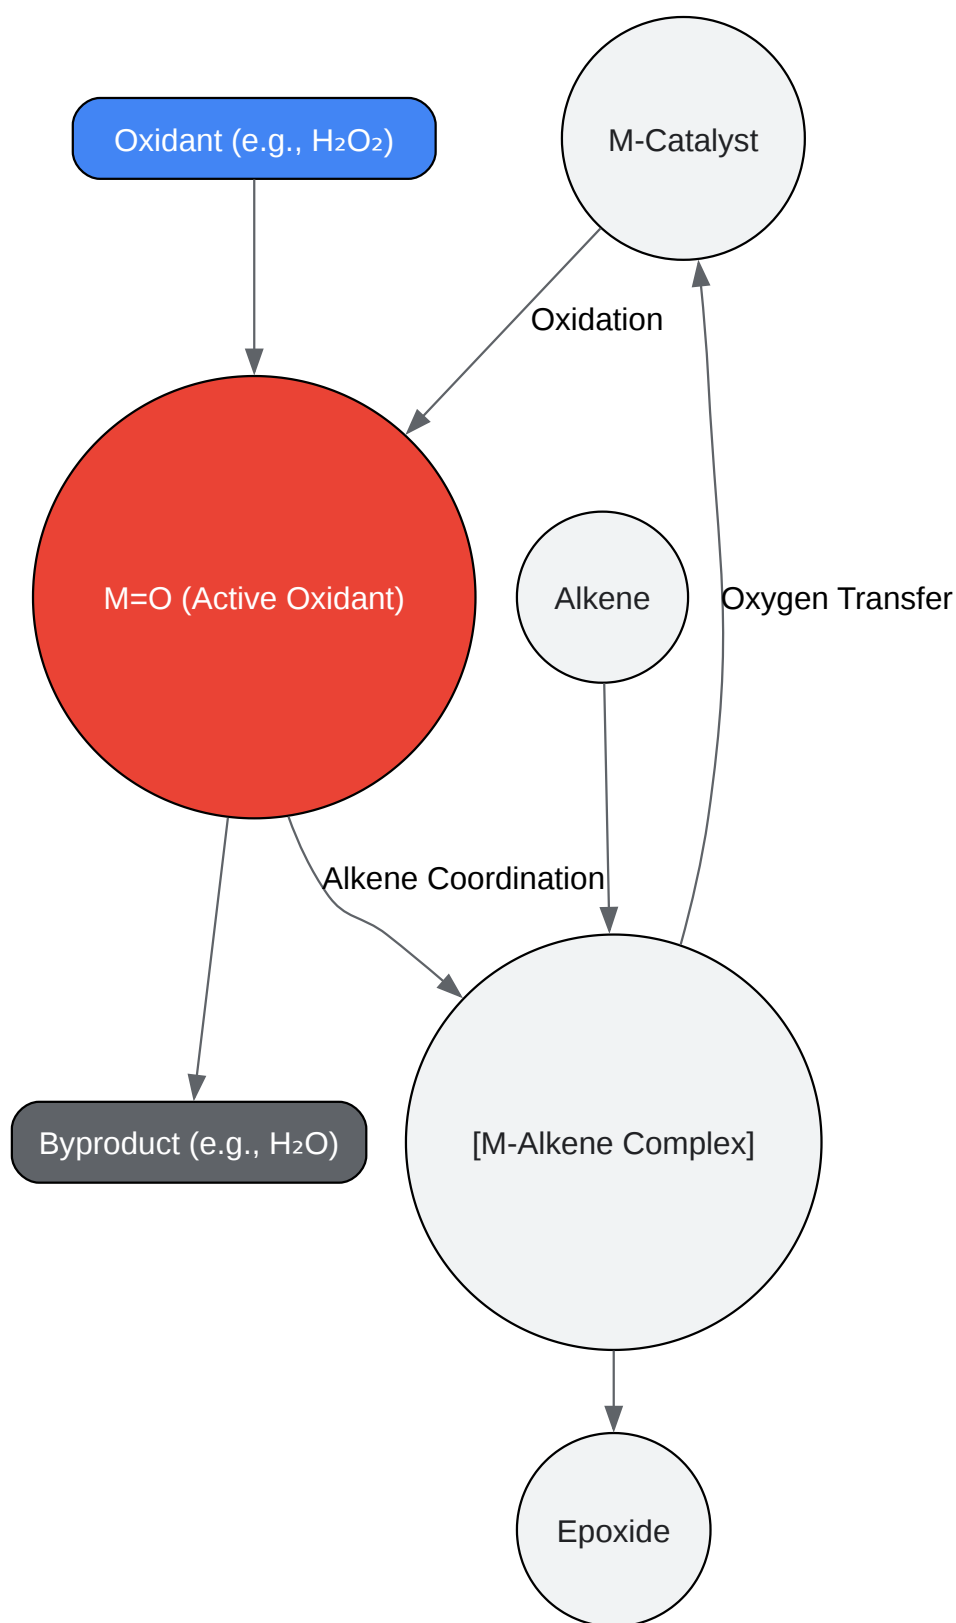 Oxidant (e.g., H₂O₂)
M-Catalyst
Oxidation
M=O (Active Oxidant)
Alkene
Oxygen Transfer
Alkene Coordination
Byproduct (e.g., H₂O)
[M-Alkene Complex]
Epoxide